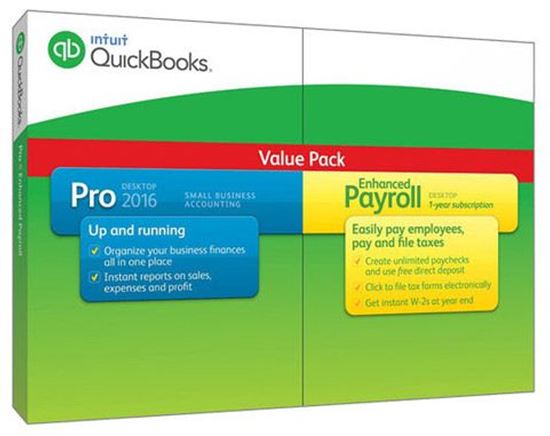 qb
intuit
QuickBooks.
Pro & Enhanced Payroll
Value Pack
Pro DESKTOP 2016
SMALL BUSINESS
ACCOUNTING
Up and running
Organize your business finances
all in one place
Instant reports on sales,
expenses and profit
Enhanced
Payroll DESKTOP
1-year subscription
Easily pay employees,
pay and file taxes
Create unlimited paychecks
and use free direct deposit
Click to file tax forms electronically
Get instant W-2s at year end